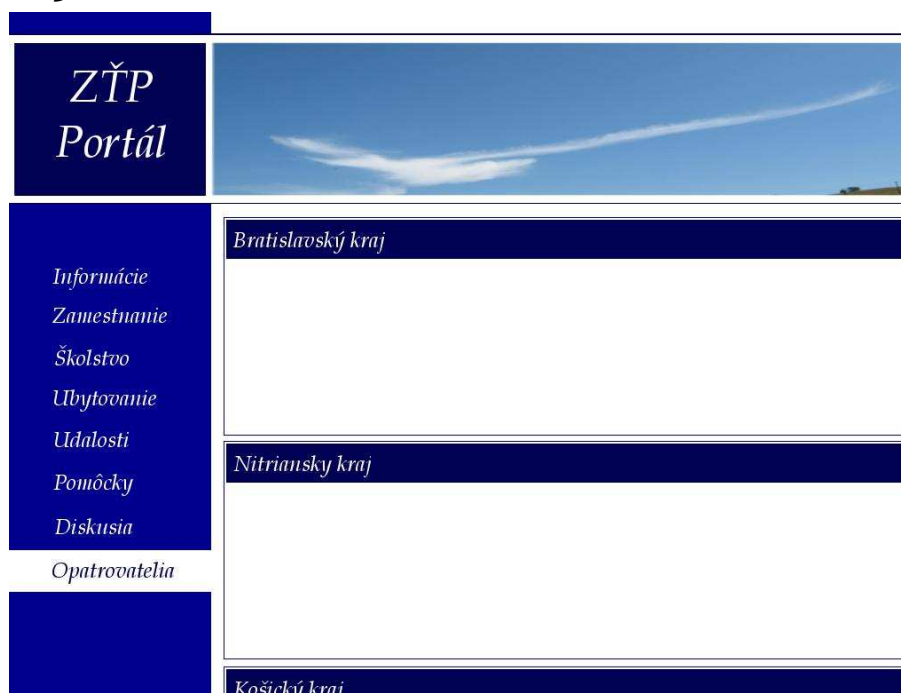 ZŤP
Portál
Informácie
Zamestnanie
Školstvo
Ubytovanie
Udalosti
Pomôcky
Diskusia
Opatrovatelia
Bratislavský kraj
Nitriansky kraj
Košický kraj